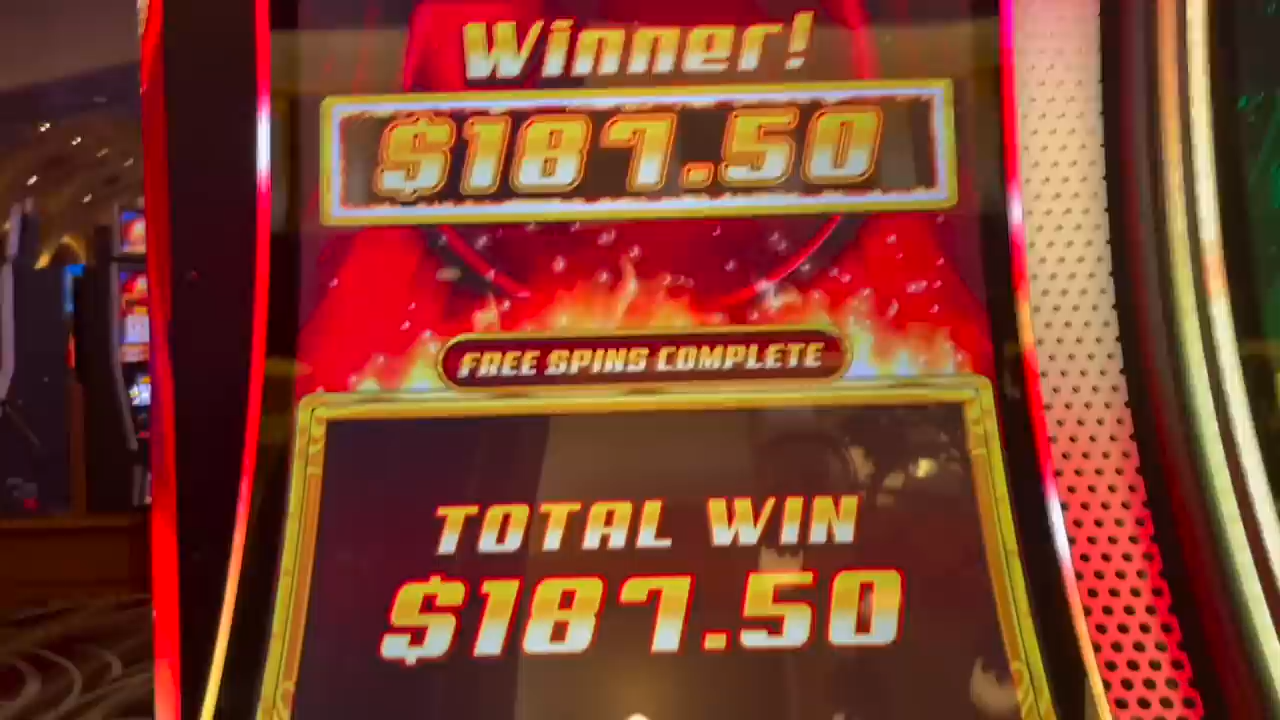 Winner!
$187.50
FREE SPINS COMPLETE
TOTAL WIN
$187.50